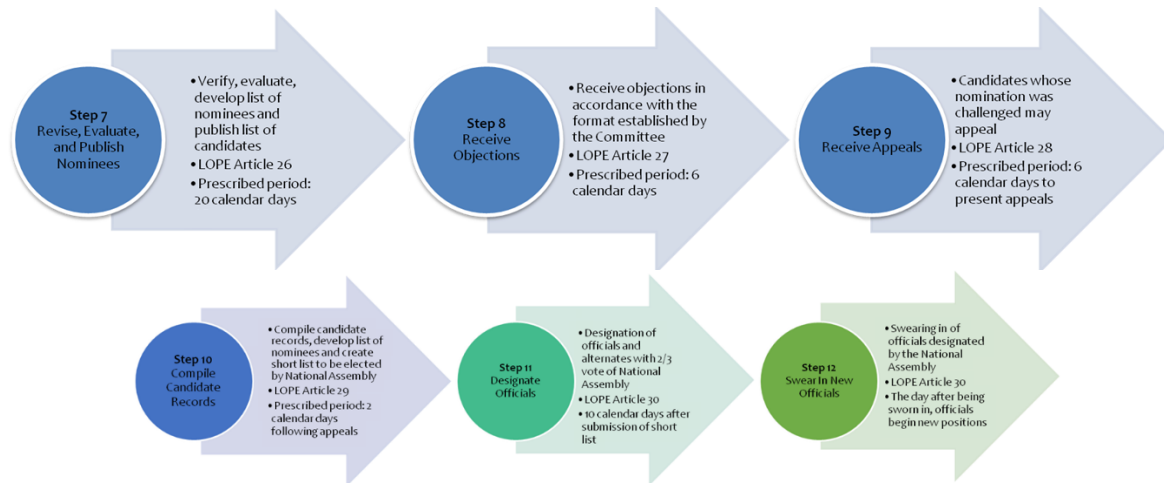 Step 7
Revise, Evaluate,
and Publish
Nominees
• Verify, evaluate,
develop list of
nominees and
publish list of
candidates
• LOPE Article 26
• Prescribed period:
20 calendar days
Step 8
Receive
Objections
• Receive objections in
accordance with the
format established by
the Committee
• LOPE Article 27
• Prescribed period: 6
calendar days
Step 9
Receive Appeals
• Candidates whose
nomination was
challenged may
appeal
• LOPE Article 28
• Prescribed period: 6
calendar days to
present appeals
Step 10
Compile
Candidate
Records
• Compile candidate
records, develop list of
nominees and create
short list to be elected
by National Assembly
• LOPE Article 29
• Prescribed period: 2
calendar days
following appeals
Step 11
Designate
Officials
• Designation of
officials and
alternates with 2/3
vote of National
Assembly
• LOPE Article 30
• 10 calendar days after
submission of short
list
Step 12
Swear In New
Officials
• Swearing in of
officials designated
by the National
Assembly
• LOPE Article 30
• The day after being
sworn in, officials
begin new positions